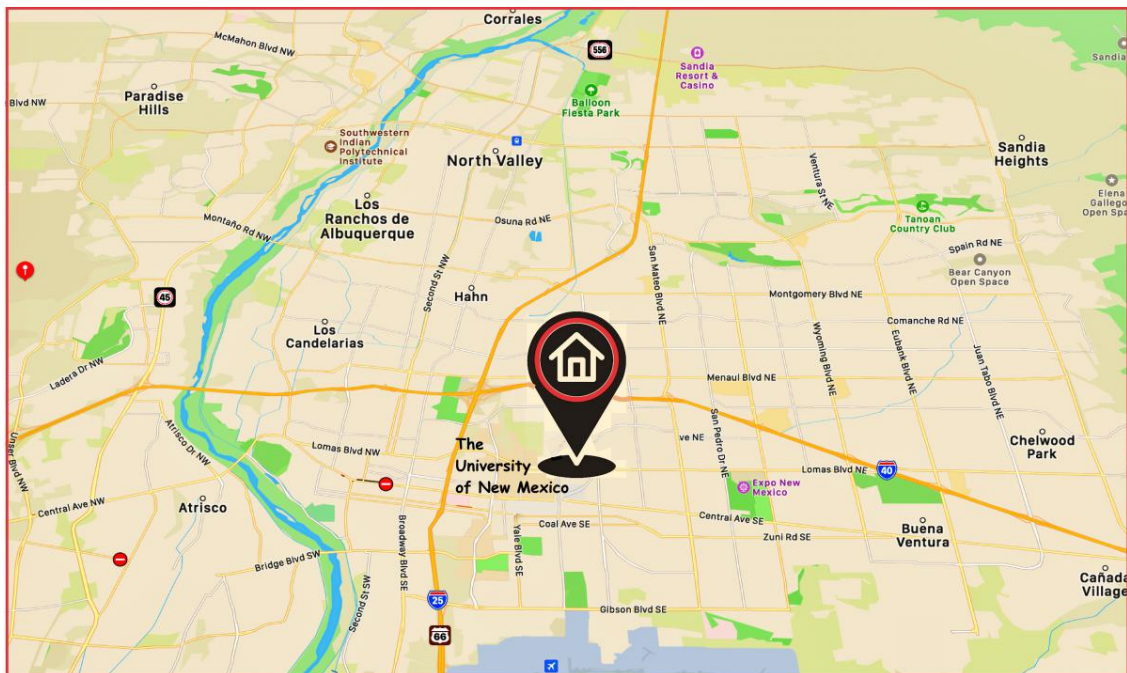 Corrales
McMahon Blvd NW
556
Sandia
Resort &
Casino
Sandia
Paradise
Hills
Blvd NW
Balloon
Fiesta Park
Southwestern
Indian
Polytechnical
Institute
North Valley
Sandia
Heights
Ventura St NE
Elena
Gallego
Open Spac
Los
Ranchos de
Albuquerque
Montaño Rd NW
Osuna Rd NE
Tanoan
Country Club
Spain Rd NE
Bear Canyon
Open Space
San Mateo Blvd NE
Second St NW
45
Hahn
Montgomery Blvd NE
Comanche Rd NE
Los
Candelarias
Wyoming Blvd NE
Eubank Blvd NE
Juan Tabo Blvd NE
Ladera Dr NW
Menaul Blvd NE
Unser Blvd NW
Atrisco Dr NW
San Pedro Dr NE
Lomas Blvd NW
The
University
of New Mexico
ve NE
Chelwood
Park
Lomas Blvd NE
40
Expo New
Mexico
Central Ave NW
Atrisco
Broadway Blvd SE
Yale Blvd SE
Coal Ave SE
Central Ave SE
Zuni Rd SE
Buena
Ventura
Bridge Blvd SW
Second St SW
Cañada
Village
25
Gibson Blvd SE
66